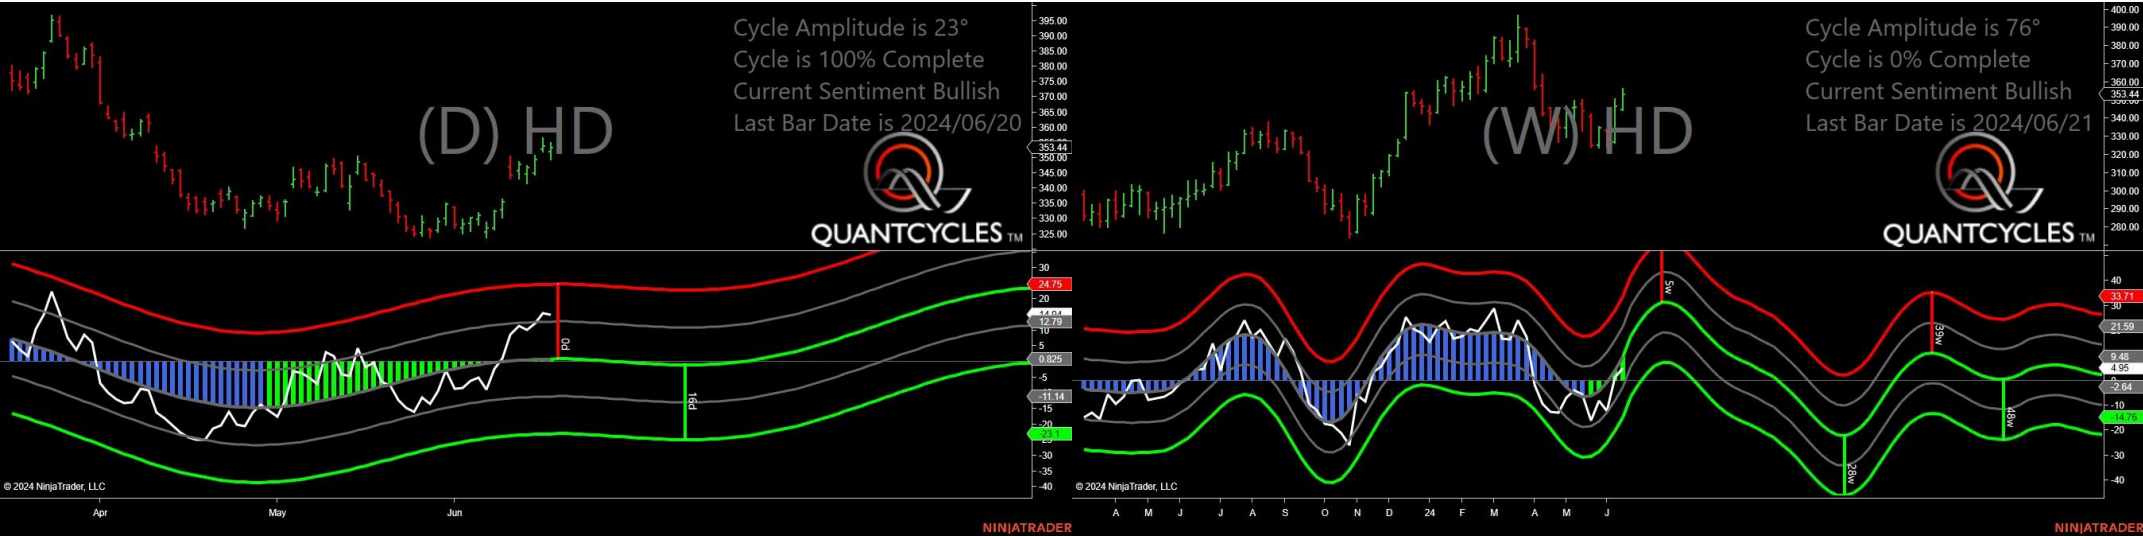 Cycle Amplitude is 23°
Cycle is 100% Complete
Current Sentiment Bullish
Last Bar Date is 2024/06/20
(D) HD
QUANTCYCLES TM
395.00
390.00
385.00
380.00
375.00
370.00
365.00
360.00
353.44
350.00
345.00
340.00
335.00
330.00
325.00
30
24.75
20
12.79
10
5
0.825
-5
-11.14
-15
-20
-23.1
-30
-35
-40
0d
16d
© 2024 NinjaTrader, LLC
Apr May Jun
NINJATRADER
Cycle Amplitude is 76°
Cycle is 0% Complete
Current Sentiment Bullish
Last Bar Date is 2024/06/21
(W) HD
QUANTCYCLES TM
400.00
390.00
380.00
370.00
360.00
353.44
340.00
330.00
320.00
310.00
300.00
290.00
280.00
40
33.71
30
21.59
9.48
4.95
-2.64
-10
-14.76
-20
-30
-40
5w
39w
28w
48w
© 2024 NinjaTrader, LLC
A M J J A S O N D 24 F M A M J
NINJATRADER